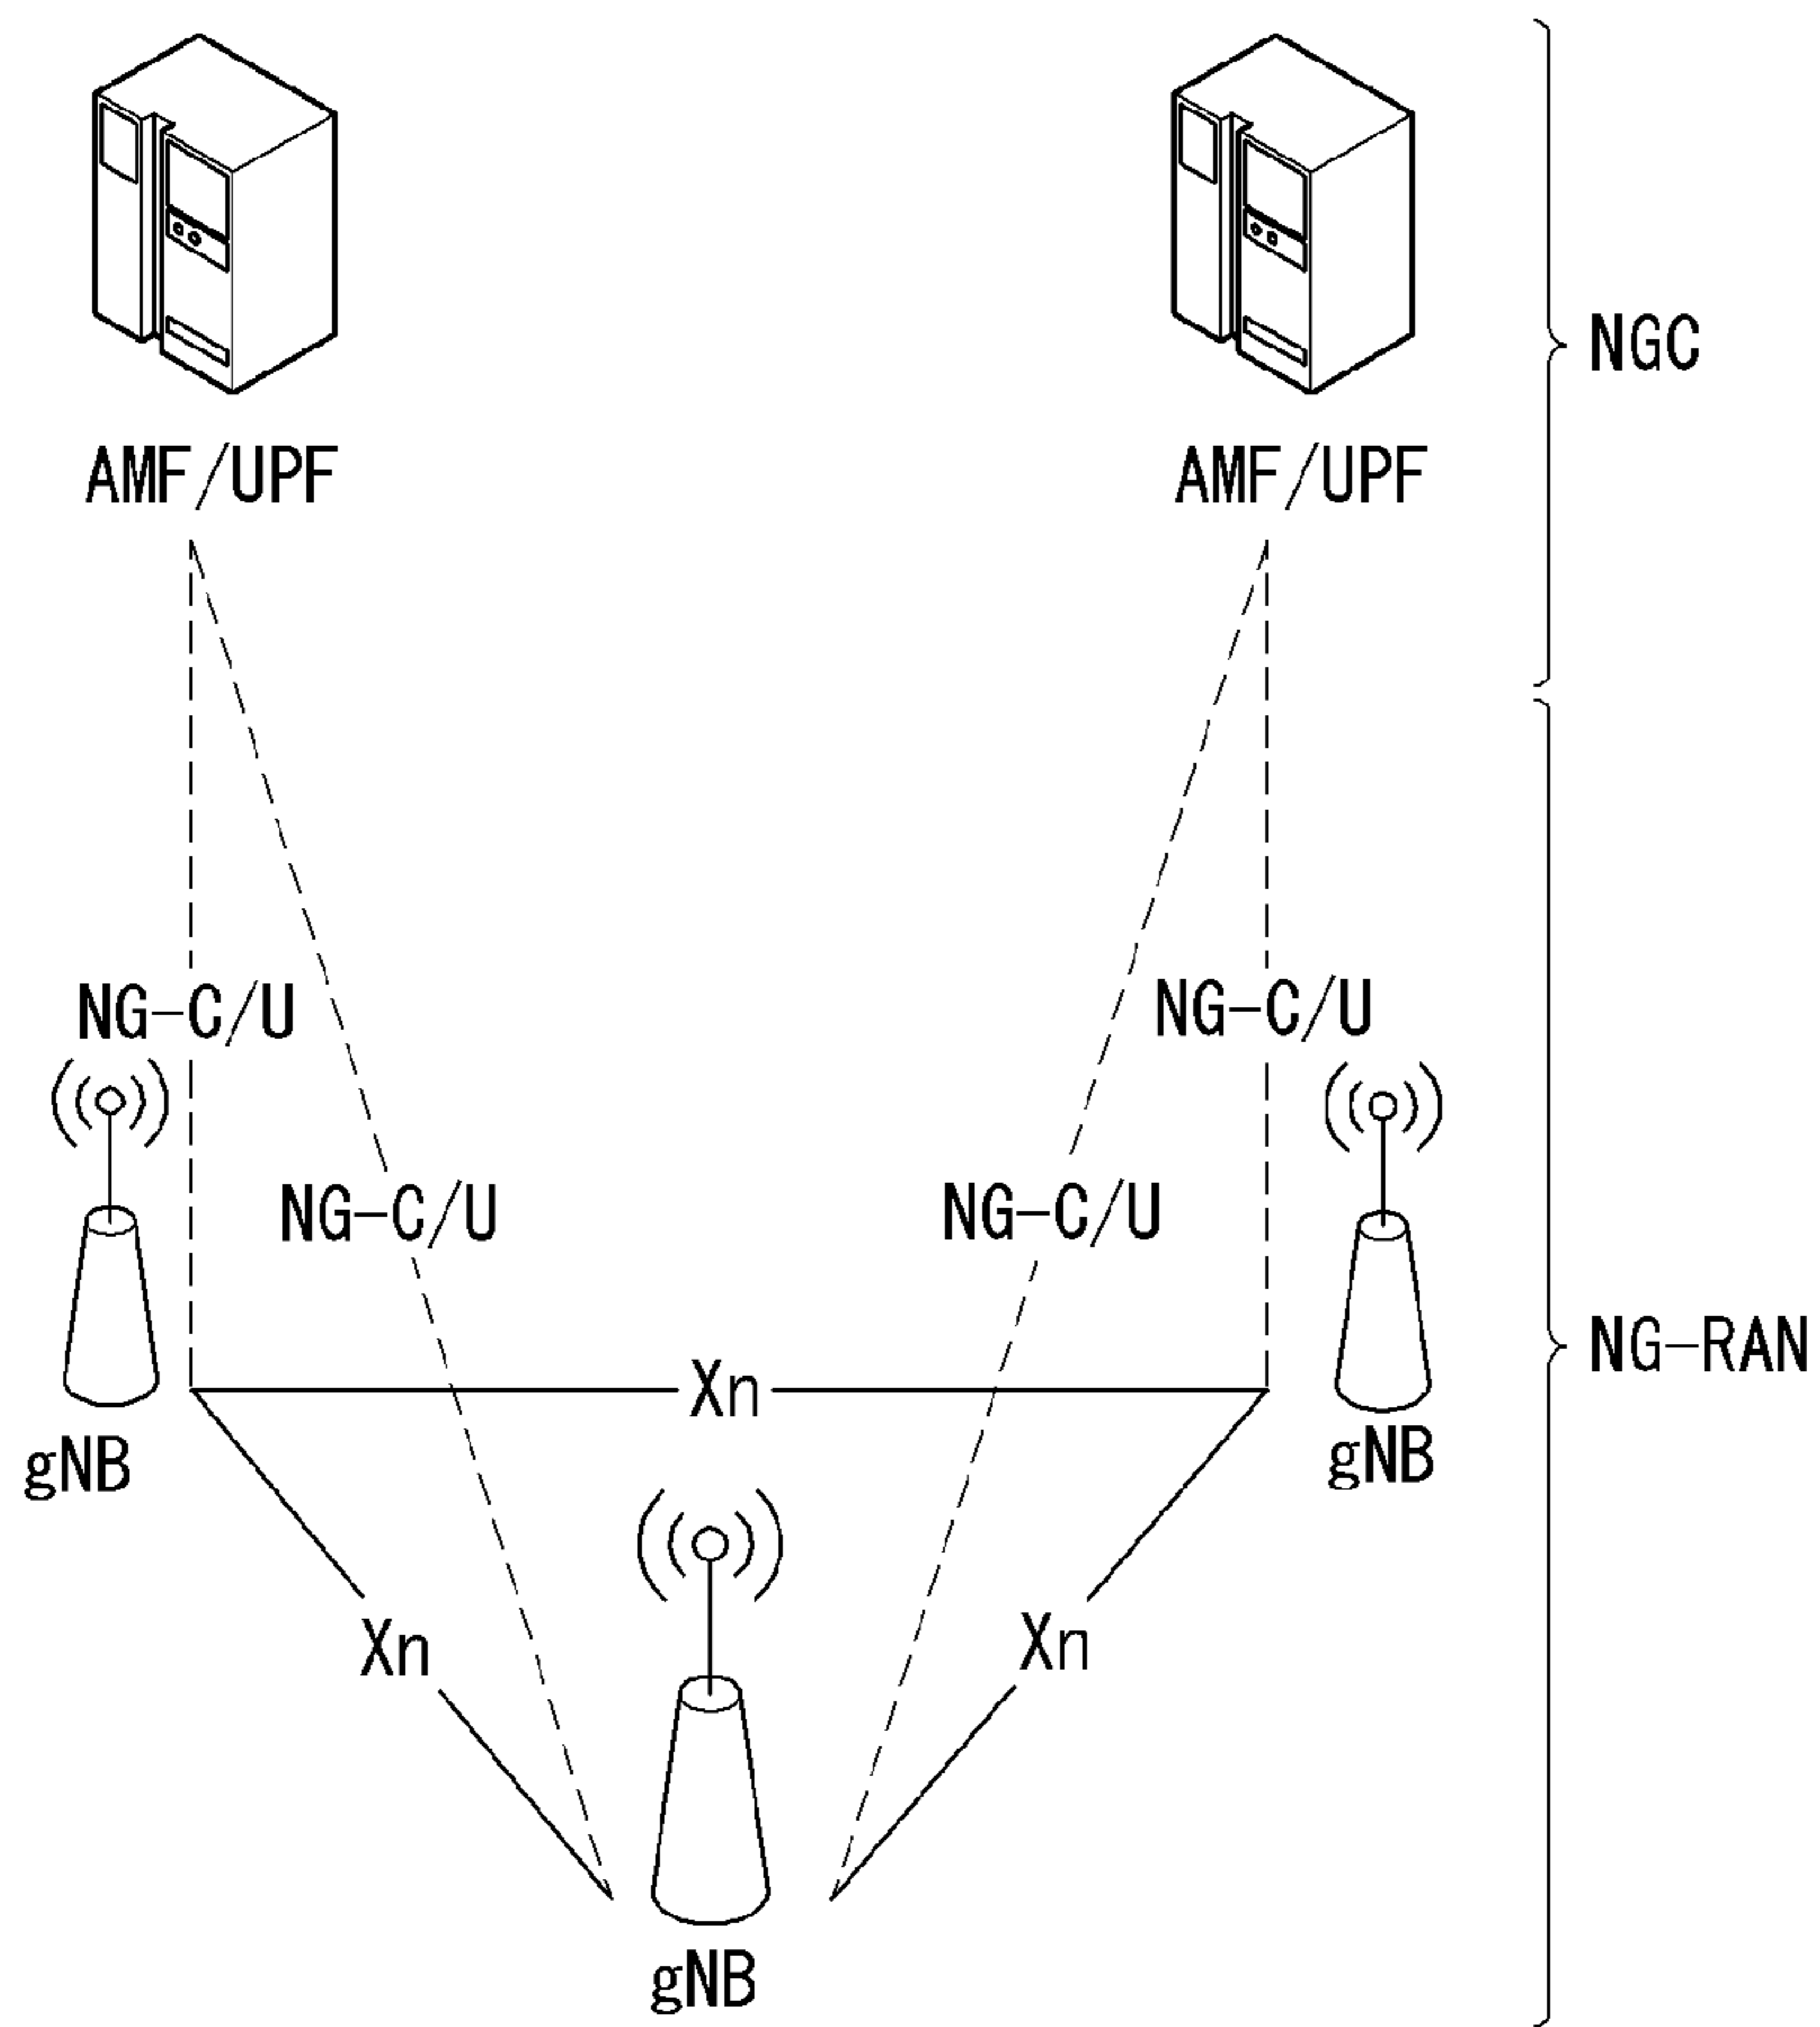 NGC
AMF/UPF
AMF/UPF
NG-C/U
NG-C/U
NG-C/U
NG-C/U
NG-RAN
Xn
gNB
gNB
Xn
Xn
gNB